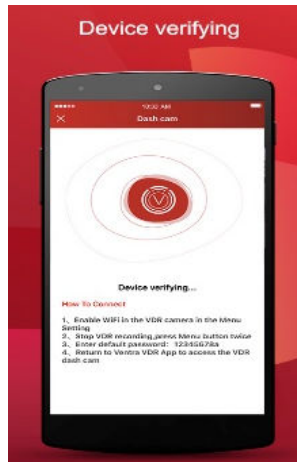 Device verifying
10:32 AM
Dash cam
Device verifying...
How To Connect
1、Enable WiFi in the VDR camera in the Menu
Setting
2、Stop VDR recording,press Menu button twice
3、Enter default password: 12345678a
4、Return to Ventra VDR App to access the VDR
dash cam